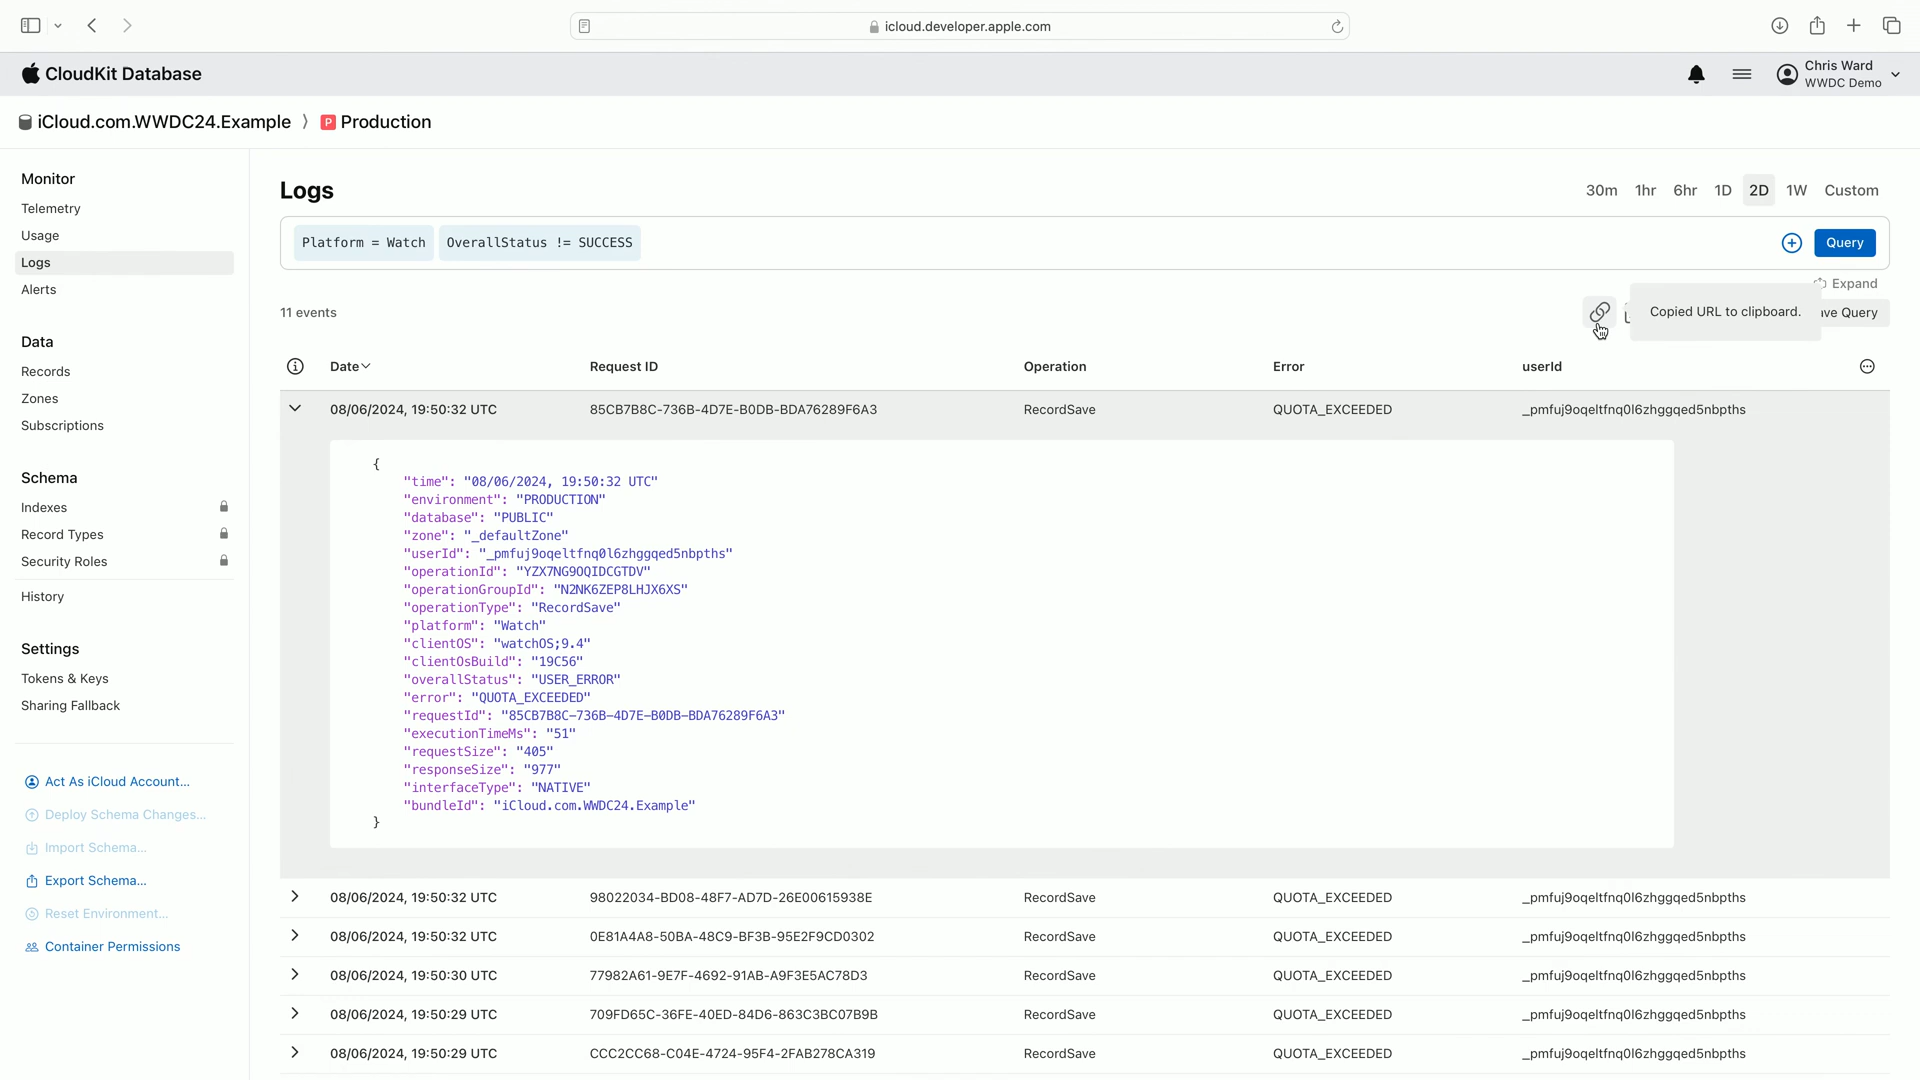 icloud.developer.apple.com
CloudKit Database
Chris Ward
WWDC Demo
iCloud.com.WWDC24.Example
P Production
Monitor
Telemetry
Usage
Logs
Alerts
Data
Records
Zones
Subscriptions
Schema
Indexes
Record Types
Security Roles
History
Settings
Tokens & Keys
Sharing Fallback
Act As iCloud Account...
Deploy Schema Changes...
Import Schema...
Export Schema...
Reset Environment...
Container Permissions
Logs
30m 1hr 6hr 1D 2D 1W Custom
Platform = Watch OverallStatus != SUCCESS
Query
Expand
11 events
Copied URL to clipboard.
Query
Date Request ID Operation Error userId
08/06/2024, 19:50:32 UTC 85CB7B8C-736B-4D7E-B0DB-BDA76289F6A3 RecordSave QUOTA_EXCEEDED _pmfuj9oqeltfnq0l6zhggqed5nbpths
{
"time": "08/06/2024, 19:50:32 UTC"
"environment": "PRODUCTION"
"database": "PUBLIC"
"zone": "_defaultZone"
"userId": "_pmfuj9oqeltfnq0l6zhggqed5nbpths"
"operationId": "YZX7NG9OQIDCGTDV"
"operationGroupId": "N2NK6ZEP8LHJX6XS"
"operationType": "RecordSave"
"platform": "Watch"
"clientOS": "watchOS;9.4"
"clientOsBuild": "19C56"
"overallStatus": "USER_ERROR"
"error": "QUOTA_EXCEEDED"
"requestId": "85CB7B8C-736B-4D7E-B0DB-BDA76289F6A3"
"executionTimeMs": "51"
"requestSize": "405"
"responseSize": "977"
"interfaceType": "NATIVE"
"bundleId": "iCloud.com.WWDC24.Example"
}
08/06/2024, 19:50:32 UTC 98022034-BD08-48F7-AD7D-26E00615938E RecordSave QUOTA_EXCEEDED _pmfuj9oqeltfnq0l6zhggqed5nbpths
08/06/2024, 19:50:32 UTC 0E81A4A8-50BA-48C9-BF3B-95E2F9CD0302 RecordSave QUOTA_EXCEEDED _pmfuj9oqeltfnq0l6zhggqed5nbpths
08/06/2024, 19:50:30 UTC 77982A61-9E7F-4692-91AB-A9F3E5AC78D3 RecordSave QUOTA_EXCEEDED _pmfuj9oqeltfnq0l6zhggqed5nbpths
08/06/2024, 19:50:29 UTC 709FD65C-36FE-40ED-84D6-863C3BC07B9B RecordSave QUOTA_EXCEEDED _pmfuj9oqeltfnq0l6zhggqed5nbpths
08/06/2024, 19:50:29 UTC CCC2CC68-C04E-4724-95F4-2FAB278CA319 RecordSave QUOTA_EXCEEDED _pmfuj9oqeltfnq0l6zhggqed5nbpths